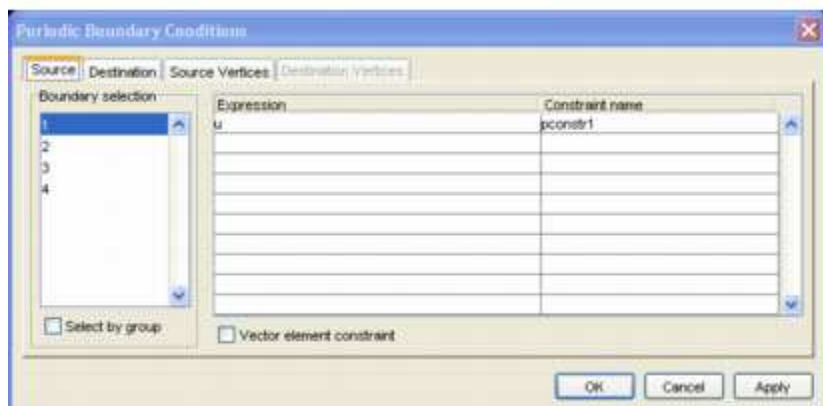 Periodic Boundary Conditions
Source Destination Source Vertices Destination Vertices
Boundary selection
1
2
3
4
Select by group
Expression Constraint name
u pconstr1
Vector element constraint
OK Cancel Apply